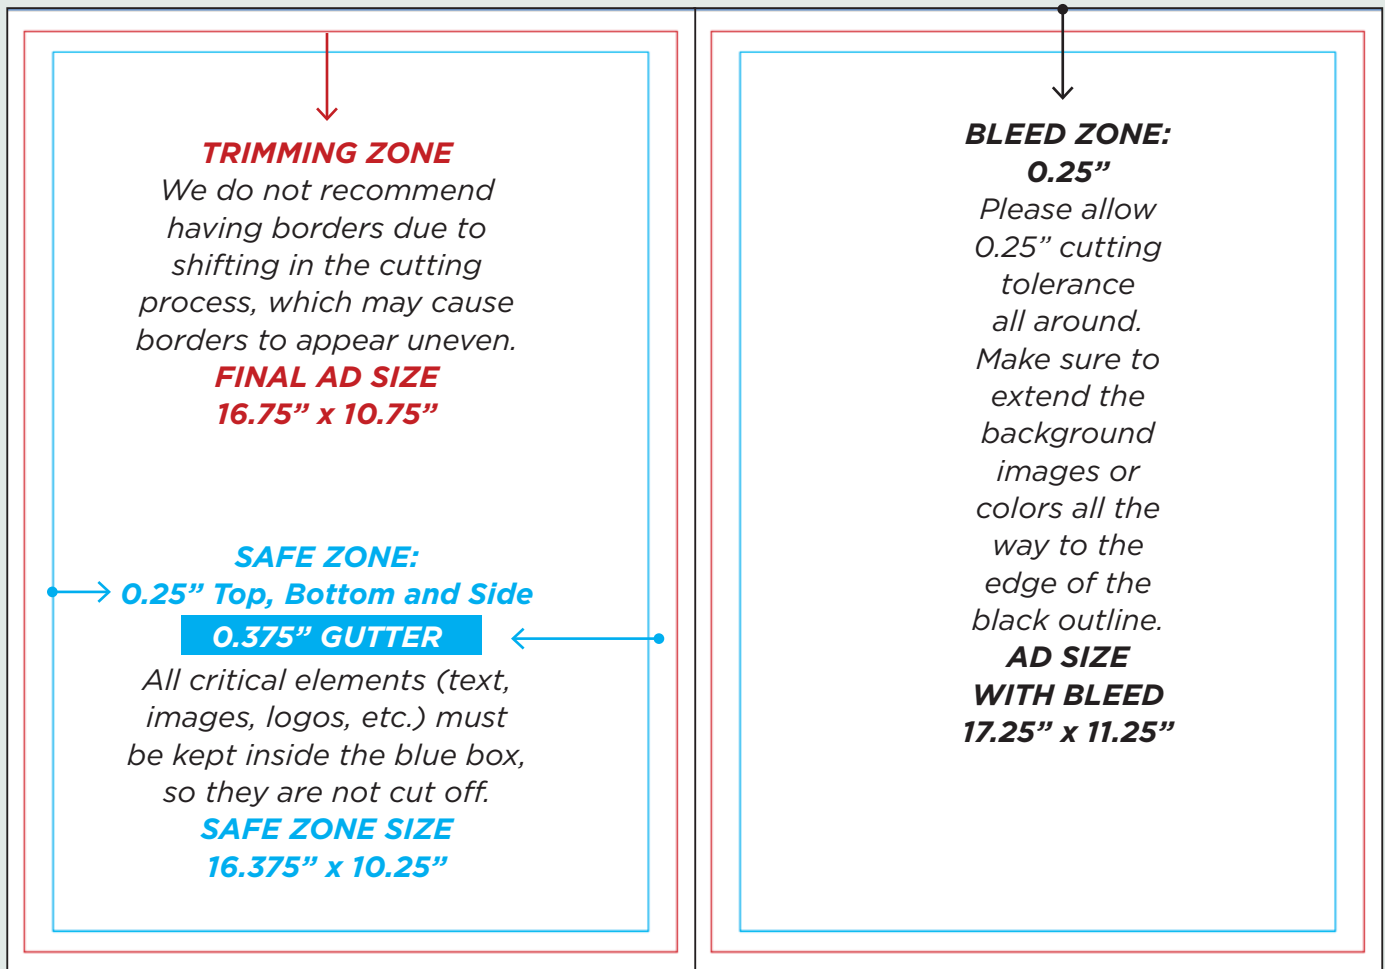 TRIMMING ZONE
We do not recommend
having borders due to
shifting in the cutting
process, which may cause
borders to appear uneven.
FINAL AD SIZE
16.75” x 10.75”
SAFE ZONE:
0.25” Top, Bottom and Side
0.375” GUTTER
All critical elements (text,
images, logos, etc.) must
be kept inside the blue box,
so they are not cut off.
SAFE ZONE SIZE
16.375” x 10.25”
BLEED ZONE:
0.25”
Please allow
0.25” cutting
tolerance
all around.
Make sure to
extend the
background
images or
colors all the
way to the
edge of the
black outline.
AD SIZE
WITH BLEED
17.25” x 11.25”